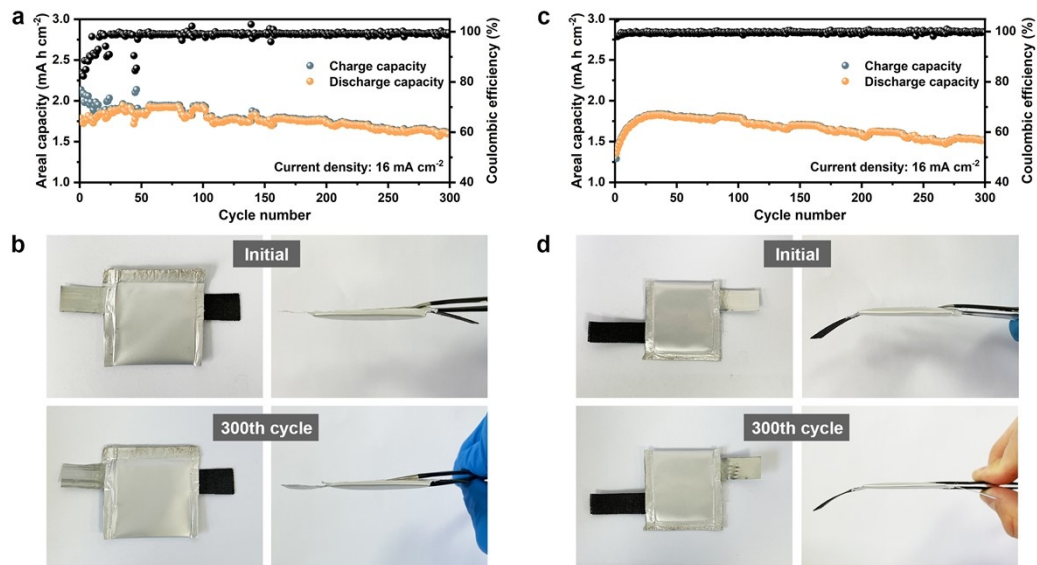 a
3.0
2.5
2.0
1.5
1.0
Areal capacity (mA h cm⁻²)
Charge capacity
Discharge capacity
Current density: 16 mA cm⁻²
100
80
60
40
Coulombic efficiency (%)
0 50 100 150 200 250 300
Cycle number
c
3.0
2.5
2.0
1.5
1.0
Areal capacity (mA h cm⁻²)
Charge capacity
Discharge capacity
Current density: 16 mA cm⁻²
100
80
60
40
Coulombic efficiency (%)
0 50 100 150 200 250 300
Cycle number
b
Initial
300th cycle
d
Initial
300th cycle